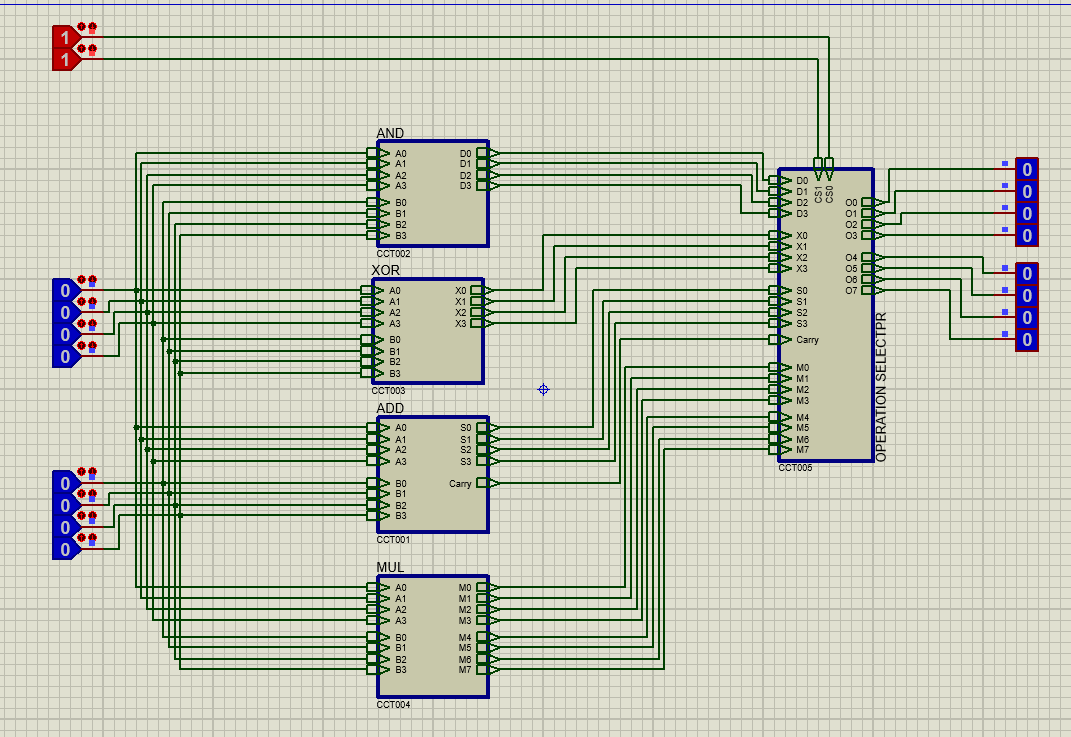 1
1
AND
A0 D0
A1 D1
A2 D2
A3 D3
B0
B1
B2
B3
CCT002
XOR
A0 X0
A1 X1
A2 X2
A3 X3
B0
B1
B2
B3
CCT003
ADD
A0 S0
A1 S1
A2 S2
A3 S3
B0 Carry
B1
B2
B3
CCT001
MUL
A0 M0
A1 M1
A2 M2
A3 M3
B0 M4
B1 M5
B2 M6
B3 M7
CCT004
0
0
0
0
0
0
0
0
CS1
CS0
D0
D1
D2 O0
D3 O1
O2
X0 O3
X1
X2 O4
X3 O5
O6
S0 O7
S1
S2
S3
Carry
M0
M1
M2
M3
M4
M5
M6
M7
OPERATION SELECTPR
CCT005
0
0
0
0
0
0
0
0